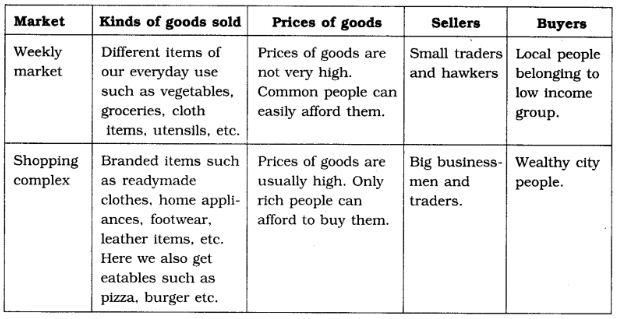 Market
Kinds of goods sold
Prices of goods
Sellers
Buyers
Weekly
market
Different items of
our everyday use
such as vegetables,
groceries, cloth
items, utensils, etc.
Prices of goods are
not very high.
Common people can
easily afford them.
Small traders
and hawkers
Local people
belonging to
low income
group.
Shopping
complex
Branded items such
as readymade
clothes, home appli-
ances, footwear,
leather items, etc.
Here we also get
eatables such as
pizza, burger etc.
Prices of goods are
usually high. Only
rich people can
afford to buy them.
Big business-
men and
traders.
Wealthy city
people.